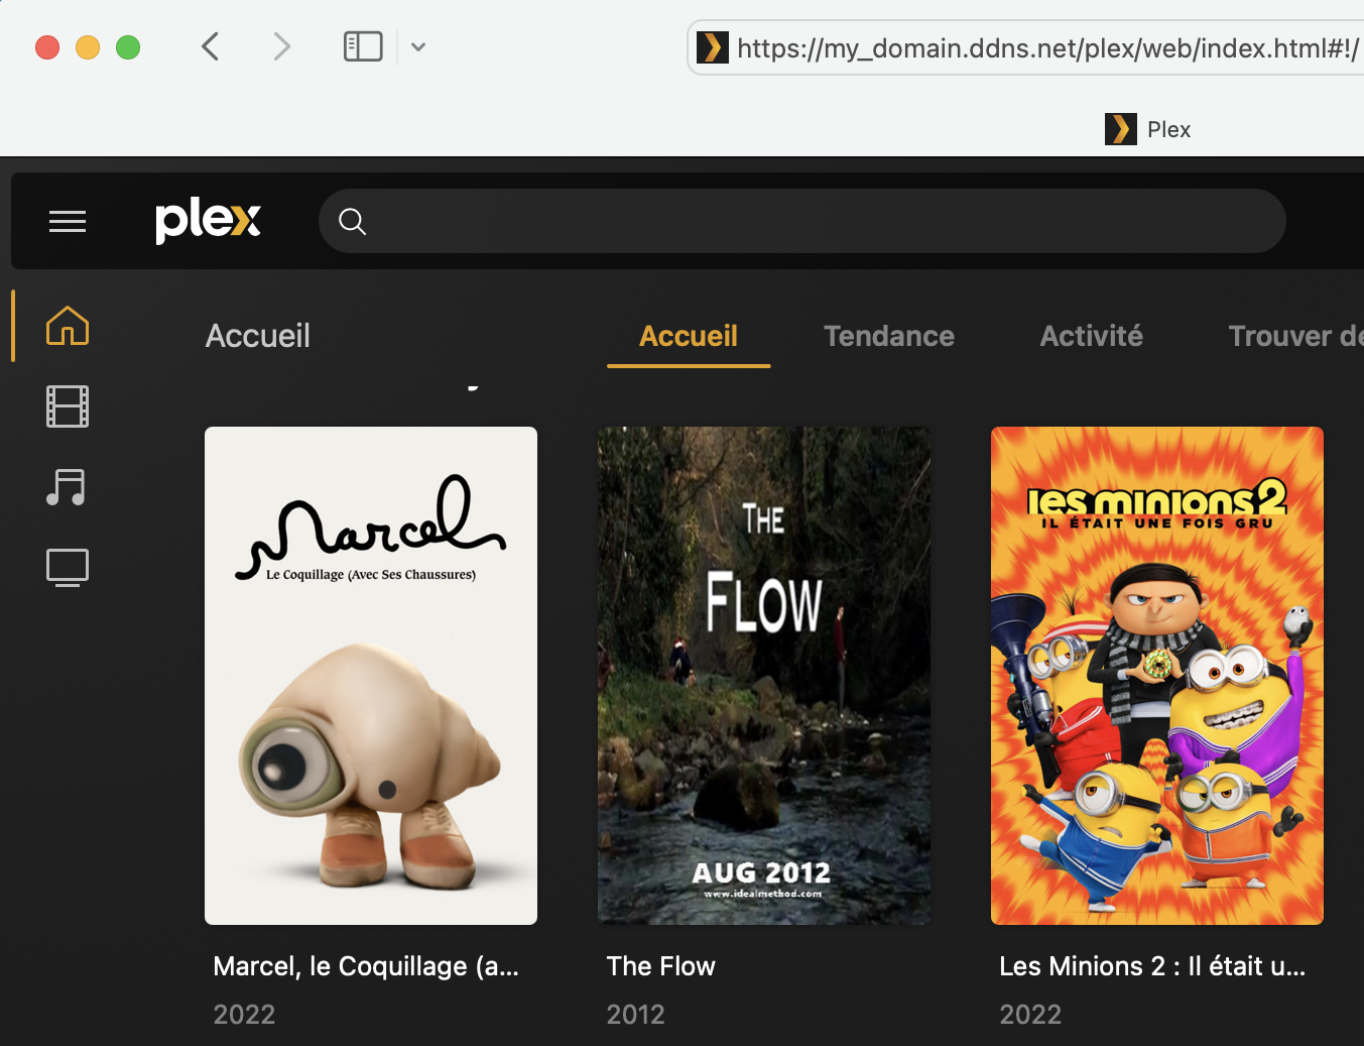 https://my_domain.ddns.net/plex/web/index.html#!/
Plex
plex
Accueil
Accueil Tendance Activité Trouver de
Marcel
Le Coquillage (Avec Ses Chaussures)
THE
FLOW
AUG 2012
www.idealmethod.com
les minions 2
IL ÉTAIT UNE FOIS GRU
Marcel, le Coquillage (a...
2022
The Flow
2012
Les Minions 2 : Il était u...
2022